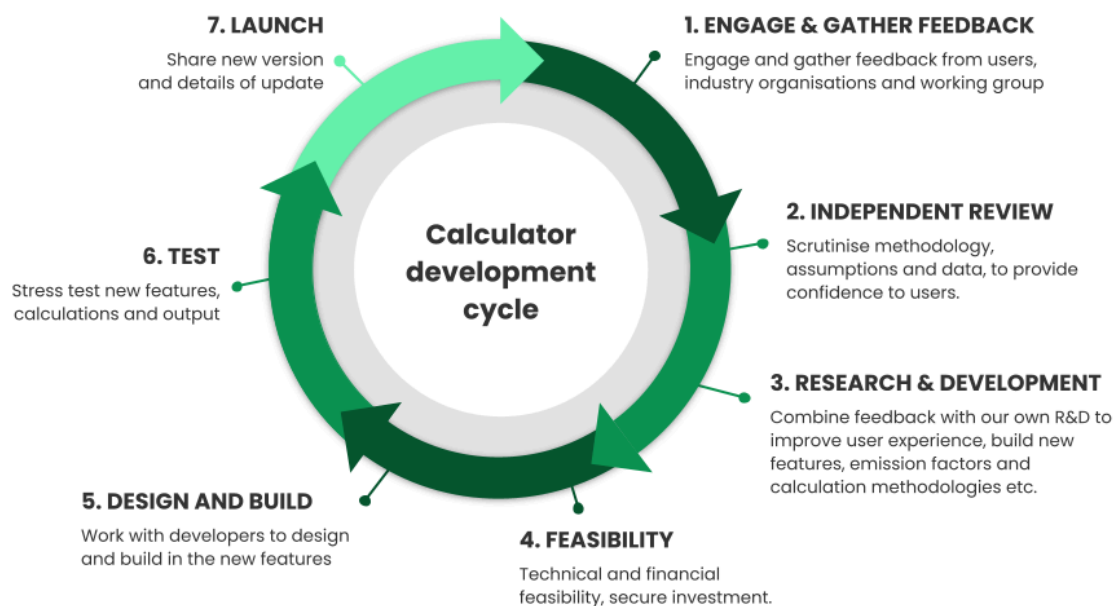 Calculator
development
cycle
1. ENGAGE & GATHER FEEDBACK
Engage and gather feedback from users,
industry organisations and working group
2. INDEPENDENT REVIEW
Scrutinise methodology,
assumptions and data, to provide
confidence to users.
3. RESEARCH & DEVELOPMENT
Combine feedback with our own R&D to
improve user experience, build new
features, emission factors and
calculation methodologies etc.
4. FEASIBILITY
Technical and financial
feasibility, secure investment.
5. DESIGN AND BUILD
Work with developers to design
and build in the new features
6. TEST
Stress test new features,
calculations and output
7. LAUNCH
Share new version
and details of update